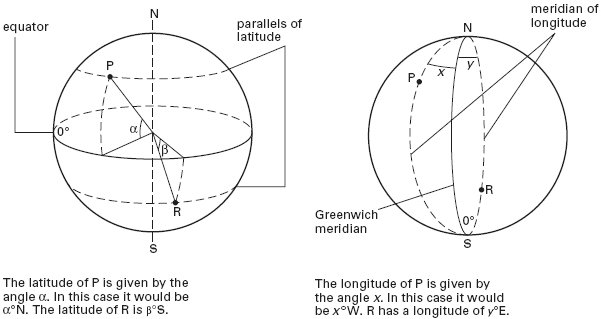 N
equator
parallels of
latitude
P
0°
α
β
R
S
The latitude of P is given by the
angle α. In this case it would be
α°N. The latitude of R is β°S.
meridian of
longitude
N
x
y
P
R
Greenwich
meridian
0°
S
The longitude of P is given by
the angle x. In this case it would
be x°W. R has a longitude of y°E.